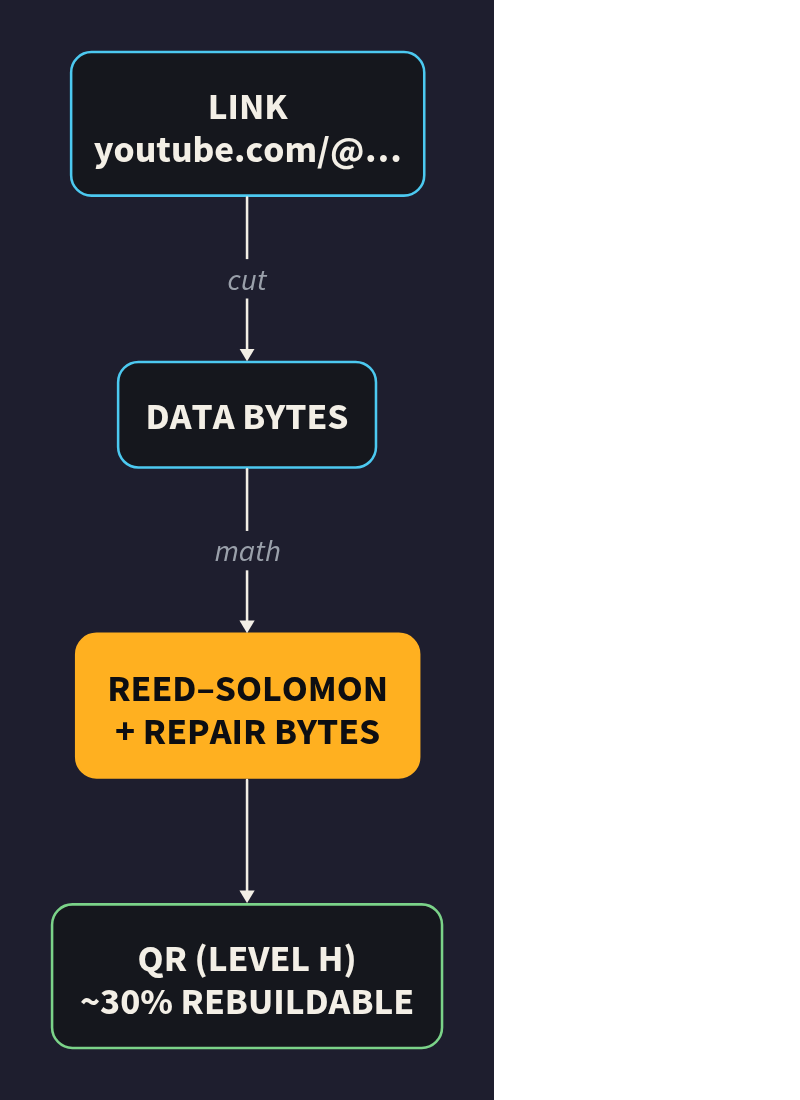 LINK
youtube.com/@...
cut
DATA BYTES
math
REED–SOLOMON
+ REPAIR BYTES
QR (LEVEL H)
~30% REBUILDABLE